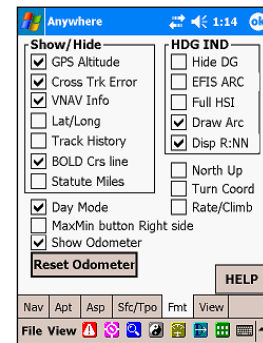 Anywhere 1:14 ok
Show/Hide
GPS Altitude
Cross Trk Error
VNAV Info
Lat/Long
Track History
BOLD Crs line
Statute Miles
HDG IND
Hide DG
EFIS ARC
Full HSI
Draw Arc
Disp R:NN
North Up
Turn Coord
Rate/Climb
Day Mode
MaxMin button Right side
Show Odometer
Reset Odometer
HELP
Nav Apt Asp Sfc/Tpo Fmt View
File View